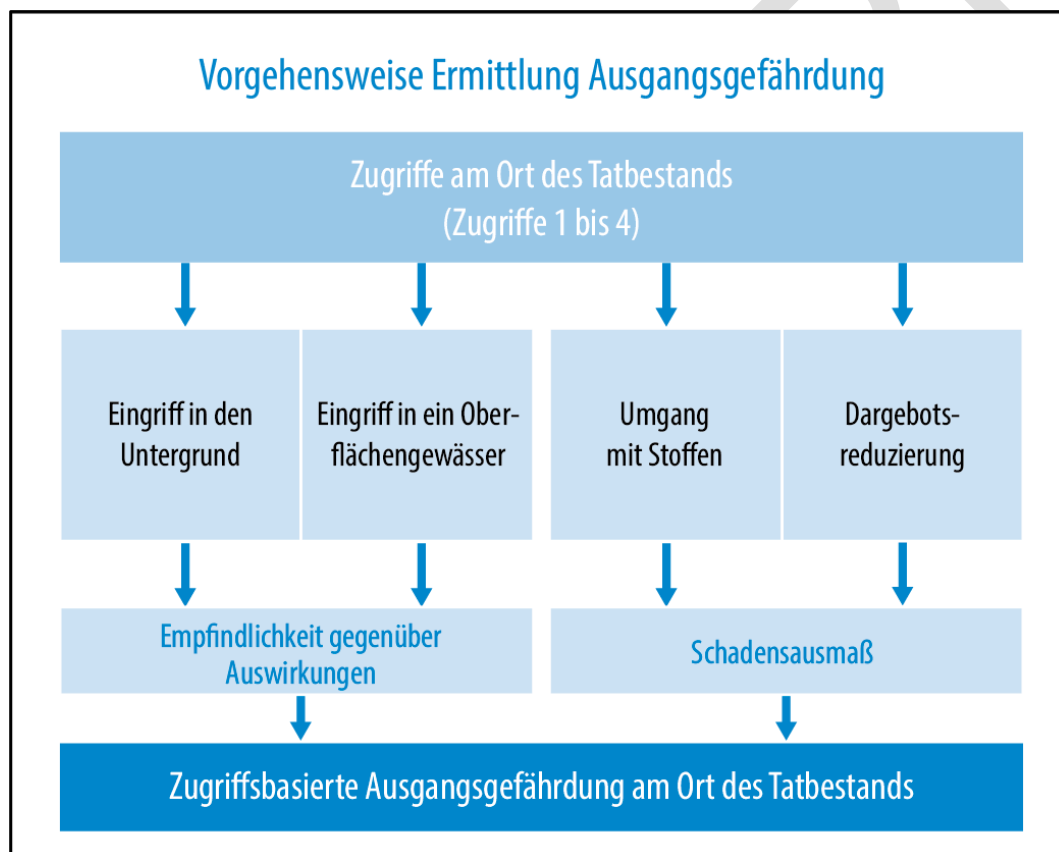 Vorgehensweise Ermittlung Ausgangsgefährdung
Zugriffe am Ort des Tatbestands
(Zugriffe 1 bis 4)
Eingriff in den
Untergrund
Eingriff in ein Ober-
flächengewässer
Umgang
mit Stoffen
Dargebots-
reduzierung
Empfindlichkeit gegenüber
Auswirkungen
Schadensausmaß
Zugriffsbasierte Ausgangsgefährdung am Ort des Tatbestands